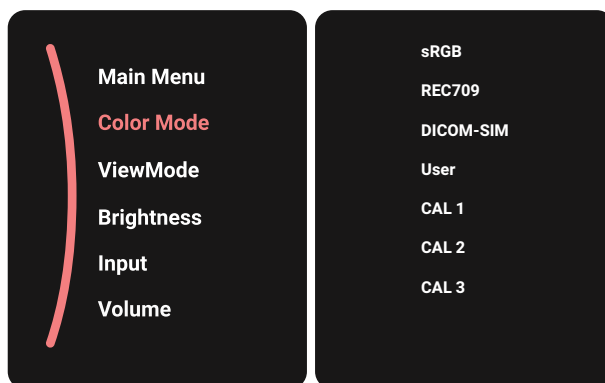 Main Menu
Color Mode
ViewMode
Brightness
Input
Volume
sRGB
REC709
DICOM-SIM
User
CAL 1
CAL 2
CAL 3